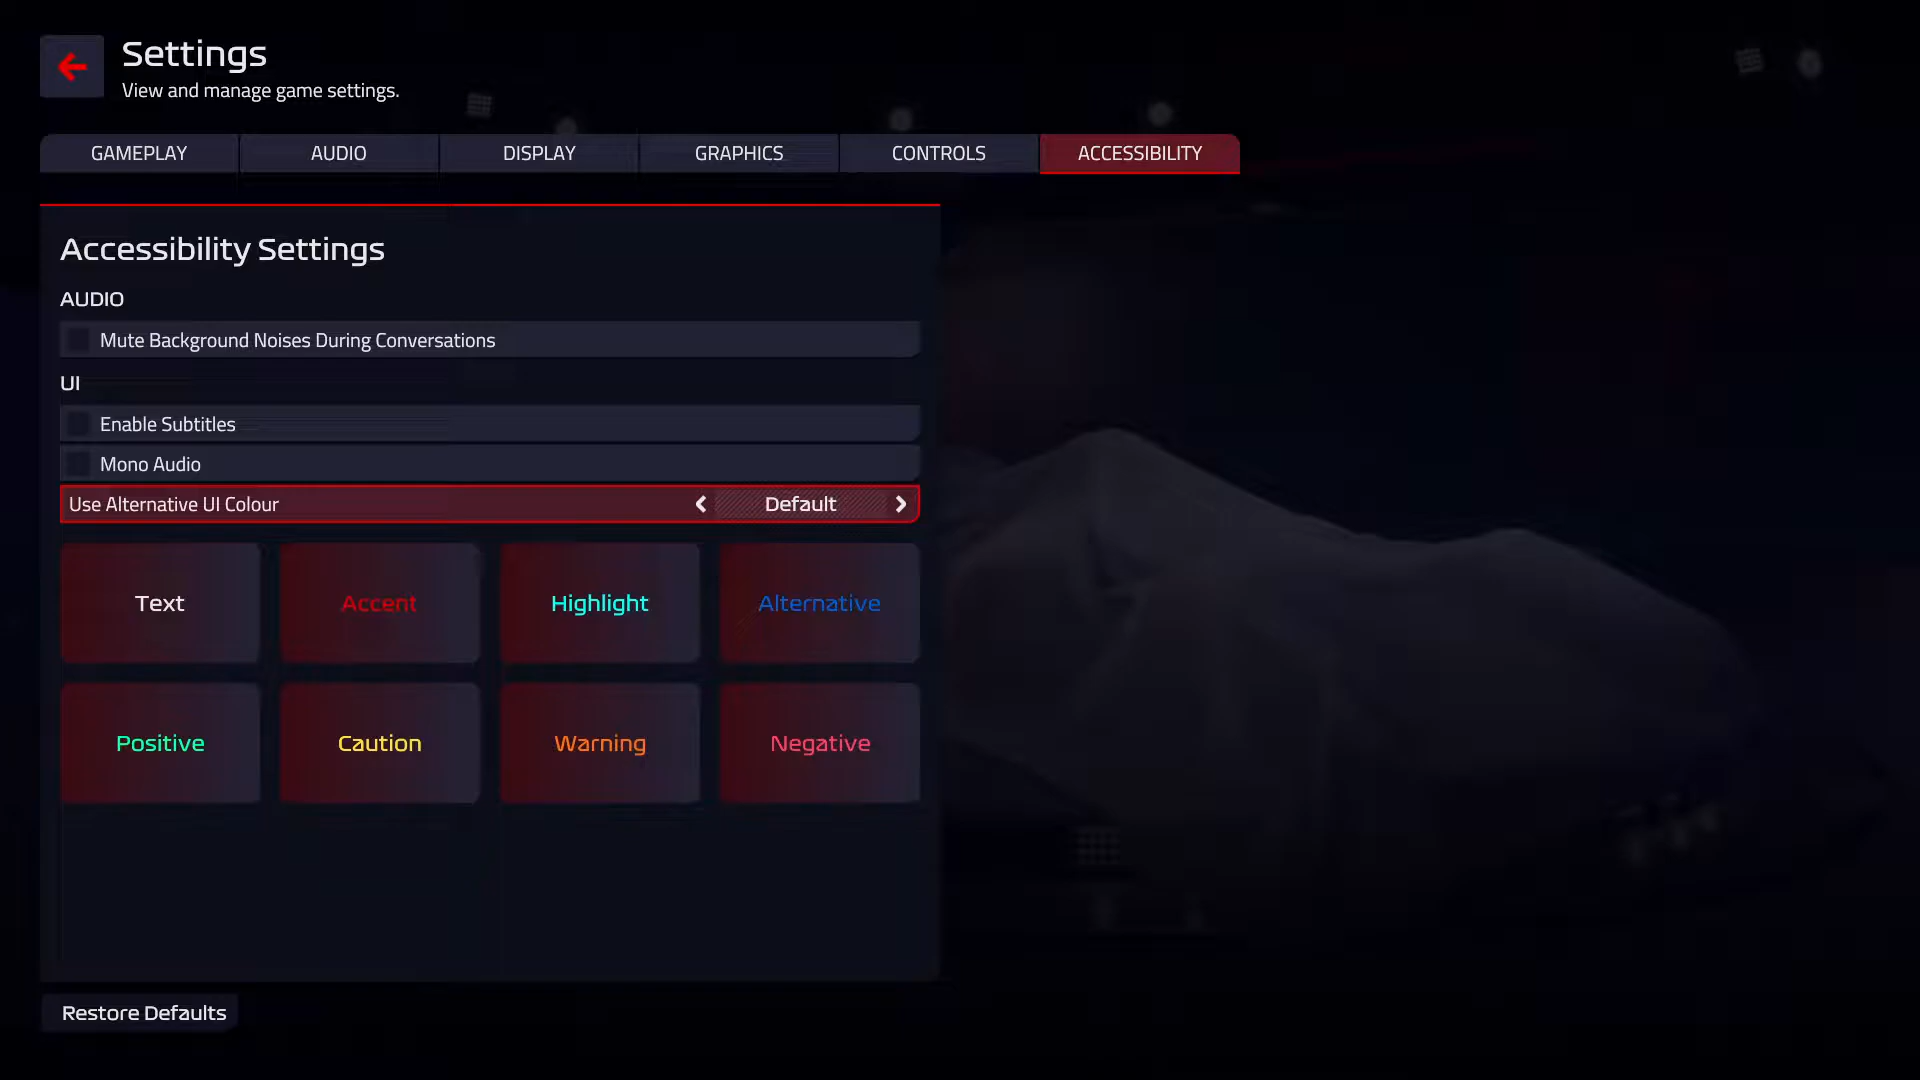 Settings
View and manage game settings.
GAMEPLAY
AUDIO
DISPLAY
GRAPHICS
CONTROLS
ACCESSIBILITY
Accessibility Settings
AUDIO
Mute Background Noises During Conversations
UI
Enable Subtitles
Mono Audio
Use Alternative UI Colour
Default
Text
Accent
Highlight
Alternative
Positive
Caution
Warning
Negative
Restore Defaults